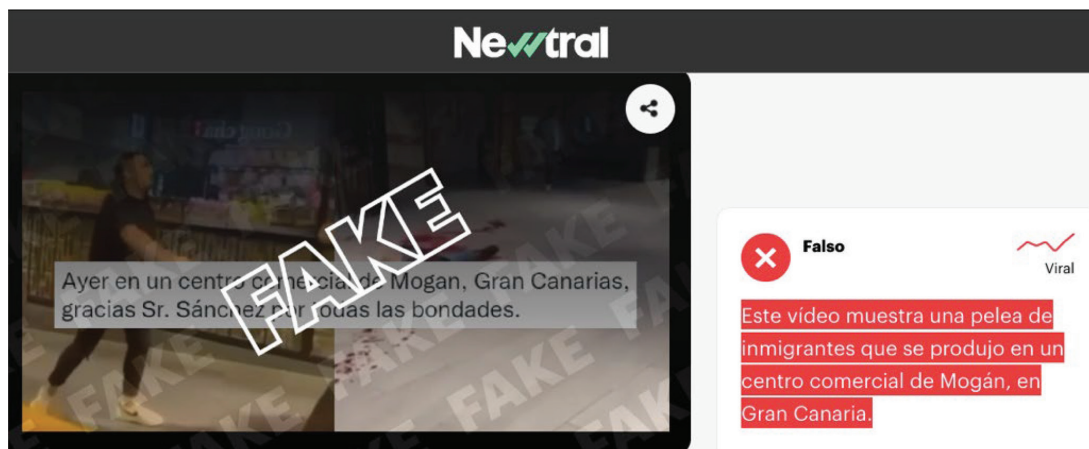 Newtral
Ayer en un centro comercial de Mogan, Gran Canarias,
gracias Sr. Sánchez por todas las bondades.
FAKE
Falso
Viral
Este vídeo muestra una pelea de
inmigrantes que se produjo en un
centro comercial de Mogán, en
Gran Canaria.